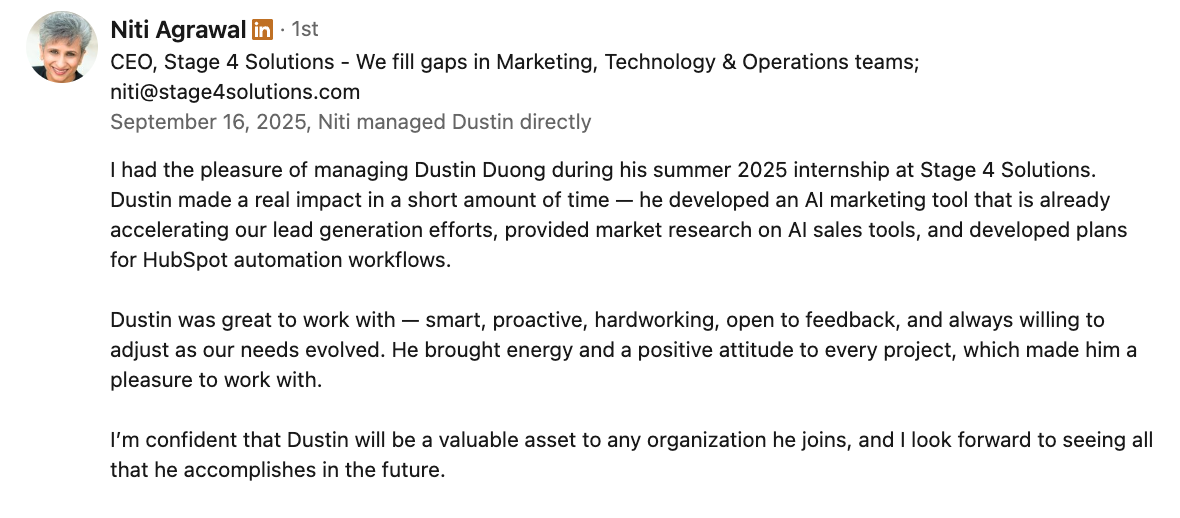 Niti Agrawal in · 1st
CEO, Stage 4 Solutions - We fill gaps in Marketing, Technology & Operations teams;
niti@stage4solutions.com
September 16, 2025, Niti managed Dustin directly
I had the pleasure of managing Dustin Duong during his summer 2025 internship at Stage 4 Solutions.
Dustin made a real impact in a short amount of time — he developed an AI marketing tool that is already
accelerating our lead generation efforts, provided market research on AI sales tools, and developed plans
for HubSpot automation workflows.
Dustin was great to work with — smart, proactive, hardworking, open to feedback, and always willing to
adjust as our needs evolved. He brought energy and a positive attitude to every project, which made him a
pleasure to work with.
I’m confident that Dustin will be a valuable asset to any organization he joins, and I look forward to seeing all
that he accomplishes in the future.